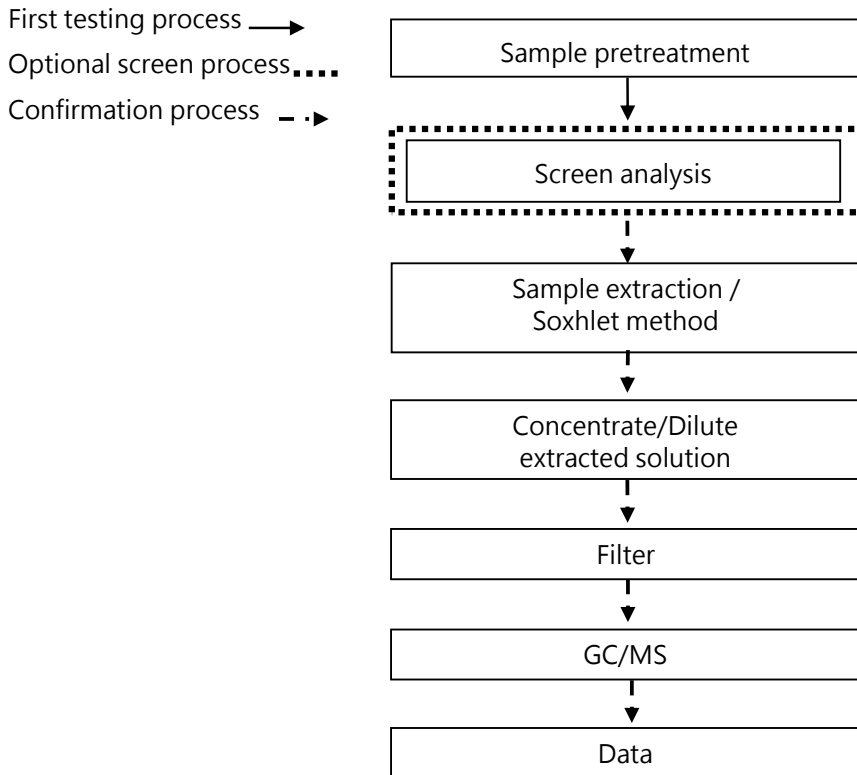 First testing process
Optional screen process
Confirmation process
Sample pretreatment
Screen analysis
Sample extraction /
Soxhlet method
Concentrate/Dilute
extracted solution
Filter
GC/MS
Data